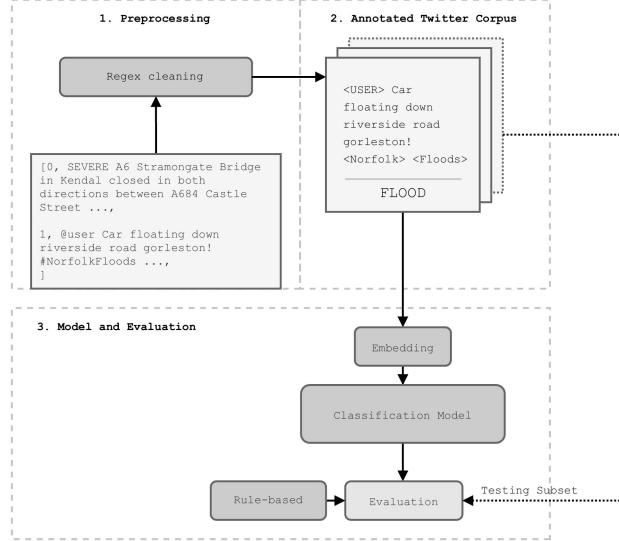 1. Preprocessing
Regex cleaning
[0, SEVERE A6 Stramongate Bridge
in Kendal closed in both
directions between A684 Castle
Street ...,
1, @user Car floating down
riverside road gorleston!
#NorfolkFloods ...,
]
2. Annotated Twitter Corpus
<USER> Car
floating down
riverside road
gorleston!
<Norfolk> <Floods>
FLOOD
3. Model and Evaluation
Embedding
Classification Model
Rule-based
Evaluation
Testing Subset